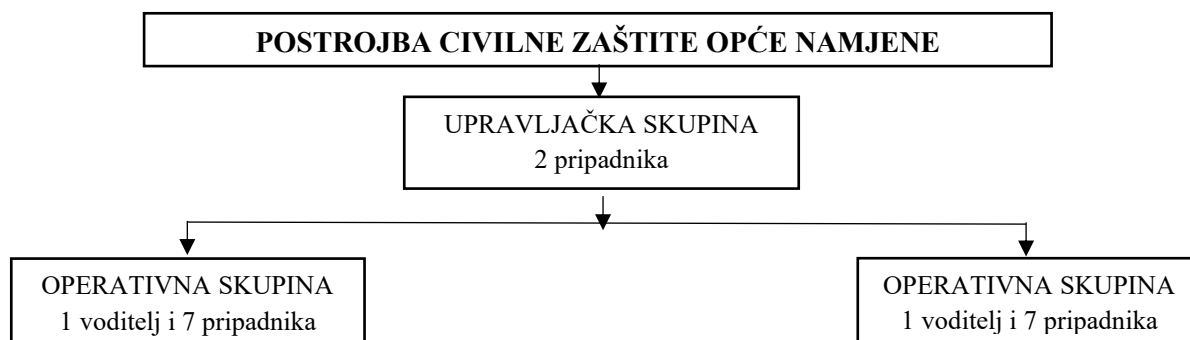 POSTROJBA CIVILNE ZAŠTITE OPĆE NAMJENE
UPRAVLJAČKA SKUPINA
2 pripadnika
OPERATIVNA SKUPINA
1 voditelj i 7 pripadnika
OPERATIVNA SKUPINA
1 voditelj i 7 pripadnika